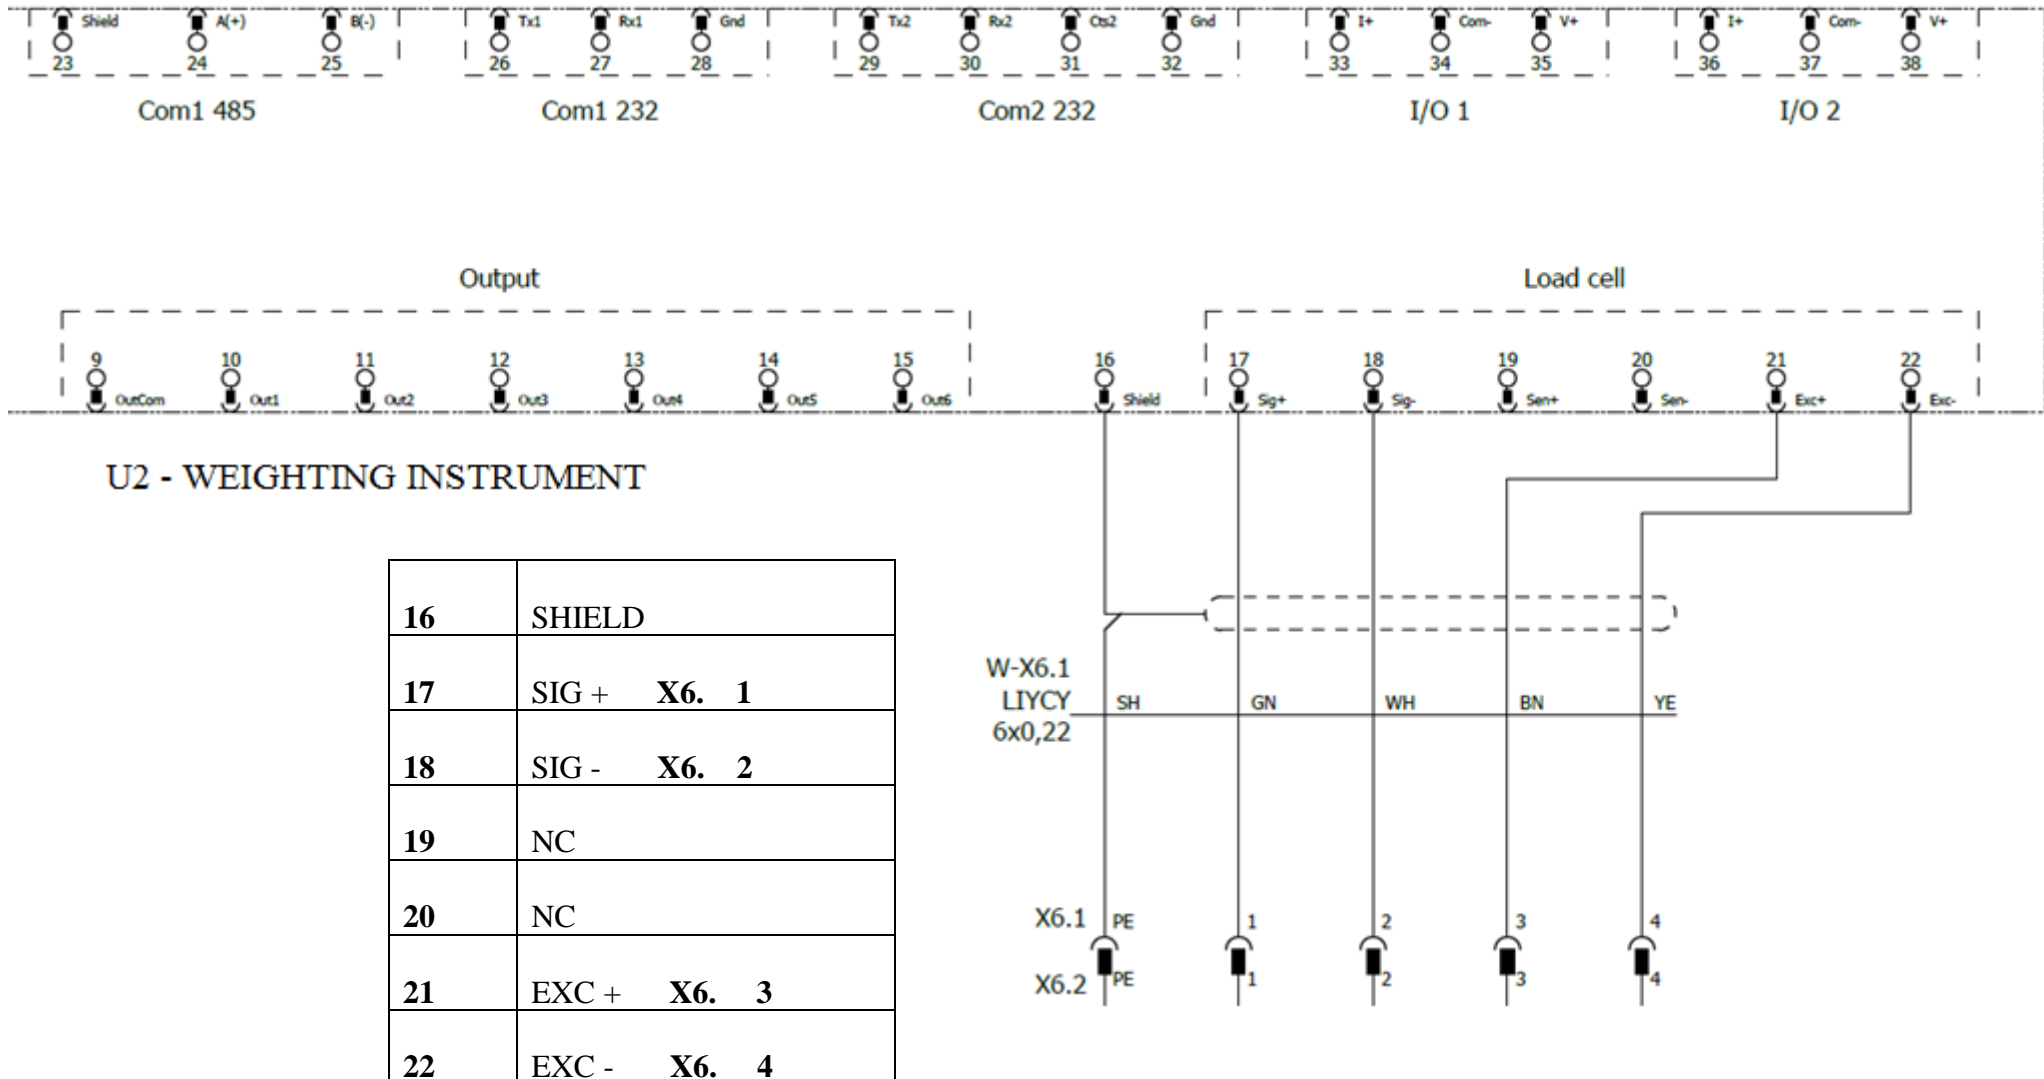 Shield A(+) B(-) Tx1 Rx1 Gnd Tx2 Rx2 Cts2 Gnd I+ Com- V+ I+ Com- V+
23 24 25 26 27 28 29 30 31 32 33 34 35 36 37 38
Com1 485 Com1 232 Com2 232 I/O 1 I/O 2
Output Load cell
9 10 11 12 13 14 15 16 17 18 19 20 21 22
OutCom Out1 Out2 Out3 Out4 Out5 Out6 Shield Sig+ Sig- Sen+ Sen- Exc+ Exc-
U2 - WEIGHTING INSTRUMENT
16 SHIELD
17 SIG + X6. 1
18 SIG - X6. 2
19 NC
20 NC
21 EXC + X6. 3
22 EXC - X6. 4
W-X6.1
LIYCY SH GN WH BN YE
6x0,22
X6.1 PE 1 2 3 4
X6.2 PE 1 2 3 4